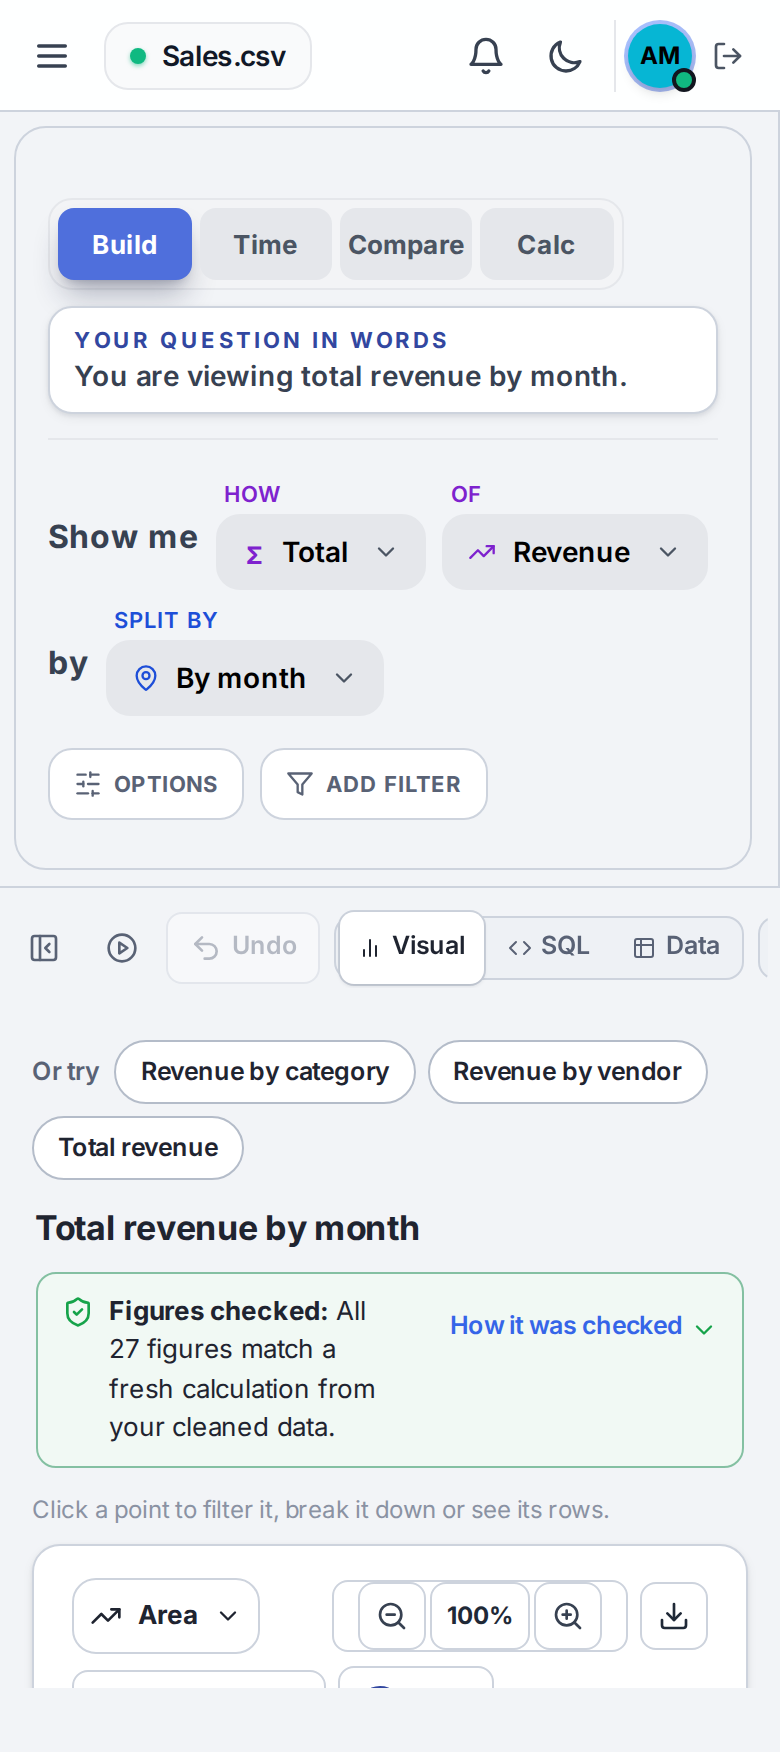 Sales.csv
AM
Build
Time
Compare
Calc
YOUR QUESTION IN WORDS
You are viewing total revenue by month.
HOW
OF
Show me
Σ Total
Revenue
SPLIT BY
by
By month
OPTIONS
ADD FILTER
Undo
Visual
SQL
Data
Or try
Revenue by category
Revenue by vendor
Total revenue
Total revenue by month
Figures checked: All
27 figures match a
fresh calculation from
your cleaned data.
How it was checked
Click a point to filter it, break it down or see its rows.
Area
100%